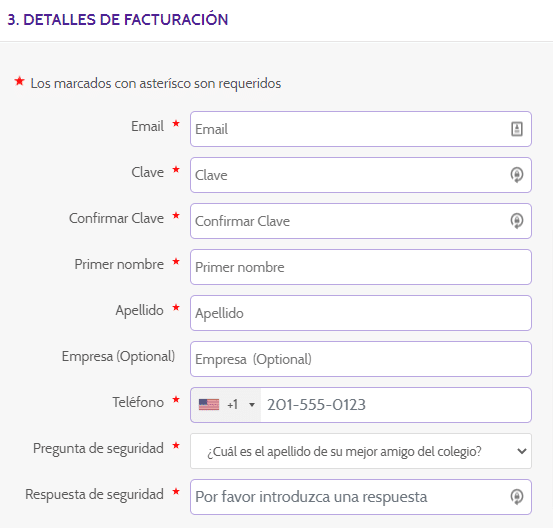 3. DETALLES DE FACTURACIÓN
★ Los marcados con asterísco son requeridos
Email ★ Email
Clave ★ Clave
Confirmar Clave ★ Confirmar Clave
Primer nombre ★ Primer nombre
Apellido ★ Apellido
Empresa (Optional) Empresa (Optional)
Teléfono ★ +1 201-555-0123
Pregunta de seguridad ★ ¿Cuál es el apellido de su mejor amigo del colegio?
Respuesta de seguridad ★ Por favor introduzca una respuesta